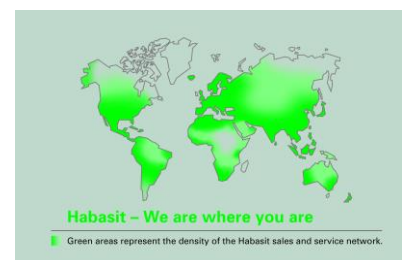 Habasit – We are where you are
Green areas represent the density of the Habasit sales and service network.